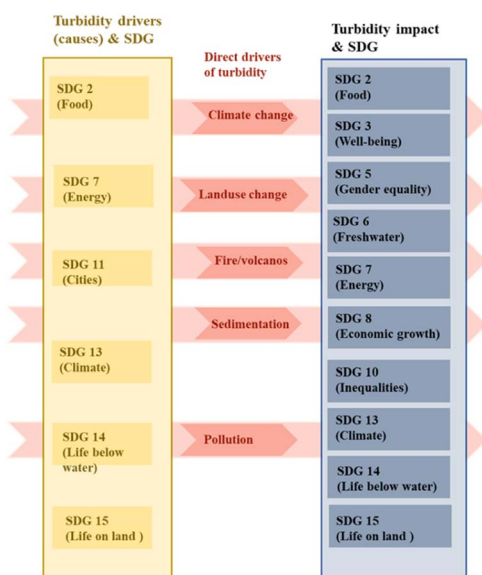 Turbidity drivers
(causes) & SDG
SDG 2
(Food)
SDG 7
(Energy)
SDG 11
(Cities)
SDG 13
(Climate)
SDG 14
(Life below
water)
SDG 15
(Life on land )
Direct drivers
of turbidity
Climate change
Landuse change
Fire/volcanos
Sedimentation
Pollution
Turbidity impact
& SDG
SDG 2
(Food)
SDG 3
(Well-being)
SDG 5
(Gender equality)
SDG 6
(Freshwater)
SDG 7
(Energy)
SDG 8
(Economic growth)
SDG 10
(Inequalities)
SDG 13
(Climate)
SDG 14
(Life below water)
SDG 15
(Life on land )